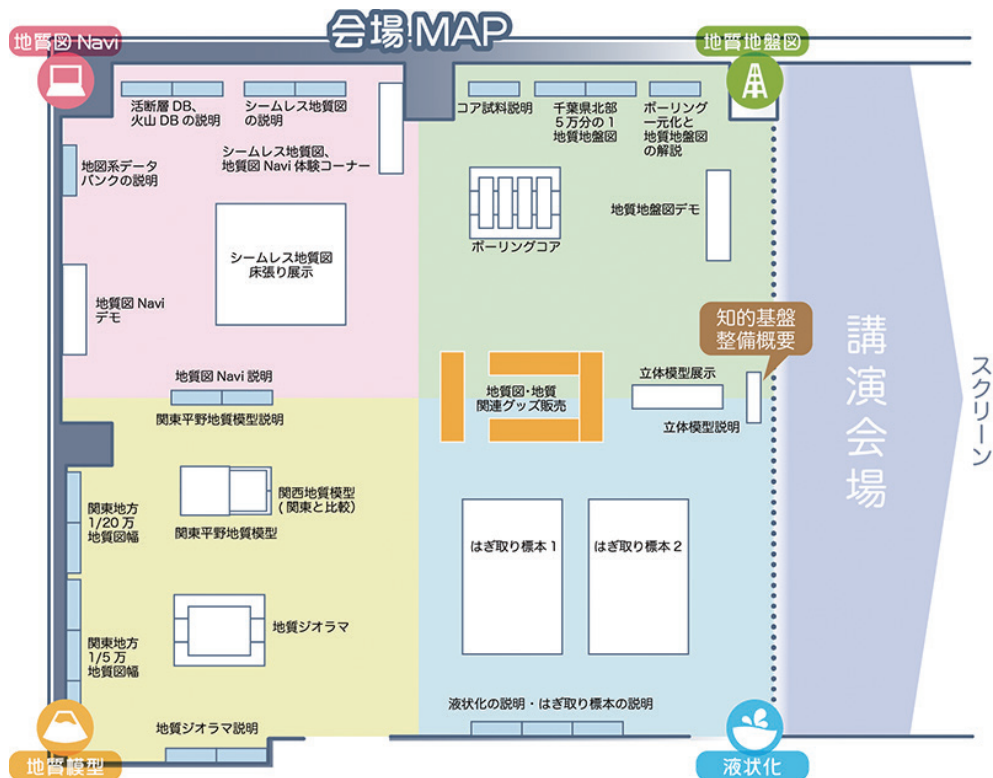 会場 MAP
地質図 Navi
地質地盤図
活断層 DB、
火山 DB の説明
シームレス地質図
の説明
シームレス地質図、
地質図 Navi 体験コーナー
地図系データ
バンクの説明
シームレス地質図
床張り展示
地質図 Navi
デモ
地質図 Navi 説明
コア試料説明
千葉県北部
5 万分の 1
地質地盤図
ボーリング
一元化と
地質地盤図
の解説
ボーリングコア
地質地盤図デモ
知的基盤
整備概要
地質図・地質
関連グッズ販売
立体模型展示
立体模型説明
講演会場
スクリーン
関東平野地質模型説明
関東地方
1/20 万
地質図幅
関西地質模型
( 関東と比較)
関東平野地質模型
関東地方
1/5 万
地質図幅
地質ジオラマ
地質ジオラマ説明
地質模型
はぎ取り標本 1
はぎ取り標本 2
液状化の説明・はぎ取り標本の説明
液状化